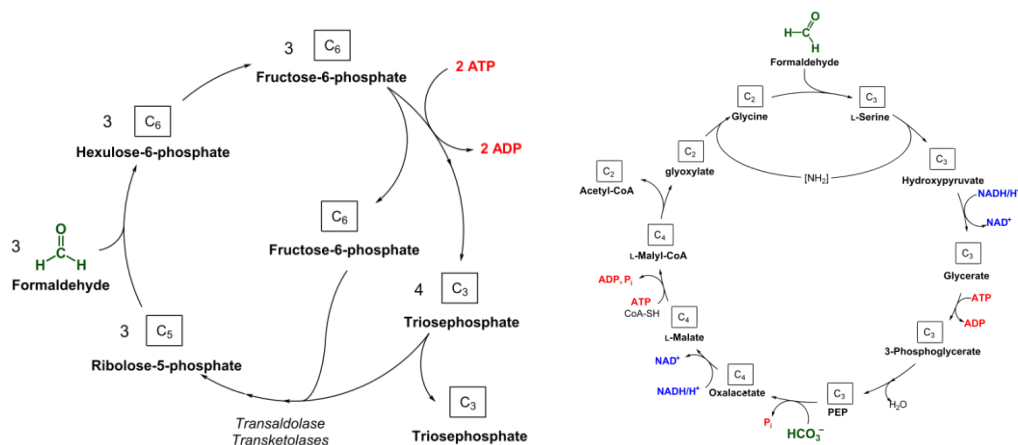 3 C6
Fructose-6-phosphate
2 ATP
2 ADP
3 C6
Hexulose-6-phosphate
C6
Fructose-6-phosphate
3
O
H H
Formaldehyde
4 C3
Triosephosphate
3 C5
Ribolose-5-phosphate
Transaldolase
Transketolases
C3
Triosephosphate
O
H
H
Formaldehyde
C2
Glycine
C3
L-Serine
C2
glyoxylate
[NH2]
C3
Hydroxypyruvate
NADH/H+
NAD+
C2
Acetyl-CoA
C4
L-Malyl-CoA
C3
Glycerate
ADP, Pi
ATP
CoA-SH
ATP
ADP
C4
L-Malate
C3
3-Phosphoglycerate
NAD+
NADH/H+
C4
Oxalacetate
C3
PEP
H2O
Pi
HCO3−